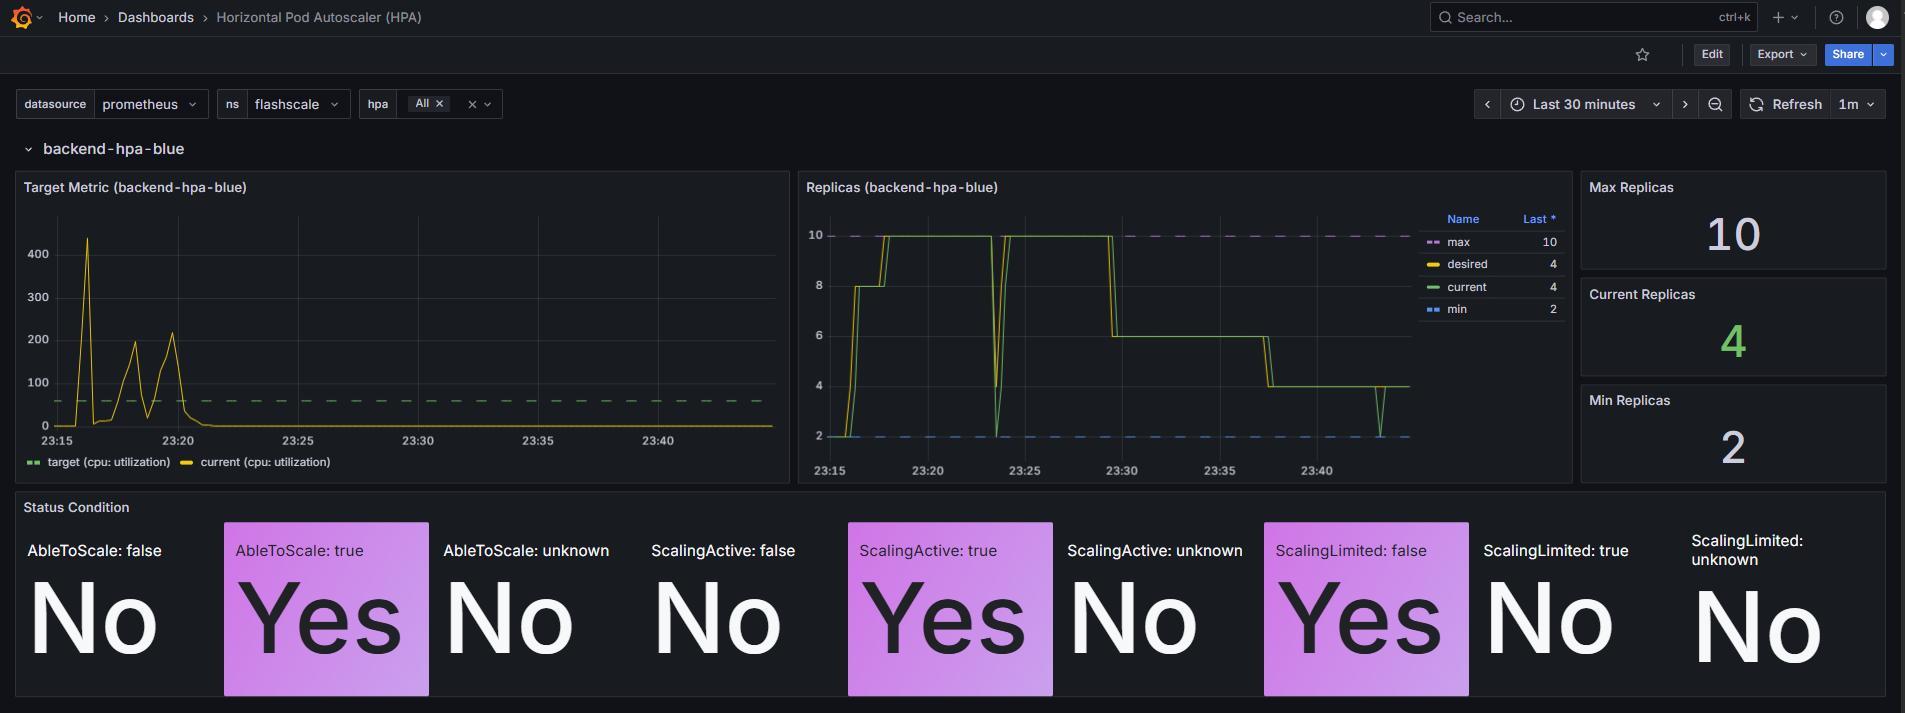 Home › Dashboards › Horizontal Pod Autoscaler (HPA)
Search... ctrl+k
Edit Export Share
datasource prometheus ns flashscale hpa All
Last 30 minutes Refresh 1m
backend-hpa-blue
Target Metric (backend-hpa-blue)
400
300
200
100
0
23:15 23:20 23:25 23:30 23:35 23:40
target (cpu: utilization) current (cpu: utilization)
Replicas (backend-hpa-blue)
10
8
6
4
2
23:15 23:20 23:25 23:30 23:35 23:40
Name Last *
max 10
desired 4
current 4
min 2
Max Replicas
10
Current Replicas
4
Min Replicas
2
Status Condition
AbleToScale: false
No
AbleToScale: true
Yes
AbleToScale: unknown
No
ScalingActive: false
No
ScalingActive: true
Yes
ScalingActive: unknown
No
ScalingLimited: false
Yes
ScalingLimited: true
No
ScalingLimited:
unknown
No